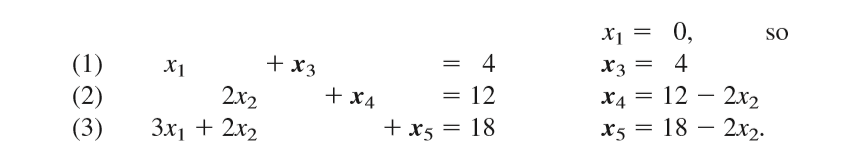 x₁ = 0, so
(1) x₁ + x₃ = 4 x₃ = 4
(2) 2x₂ + x₄ = 12 x₄ = 12 − 2x₂
(3) 3x₁ + 2x₂ + x₅ = 18 x₅ = 18 − 2x₂.